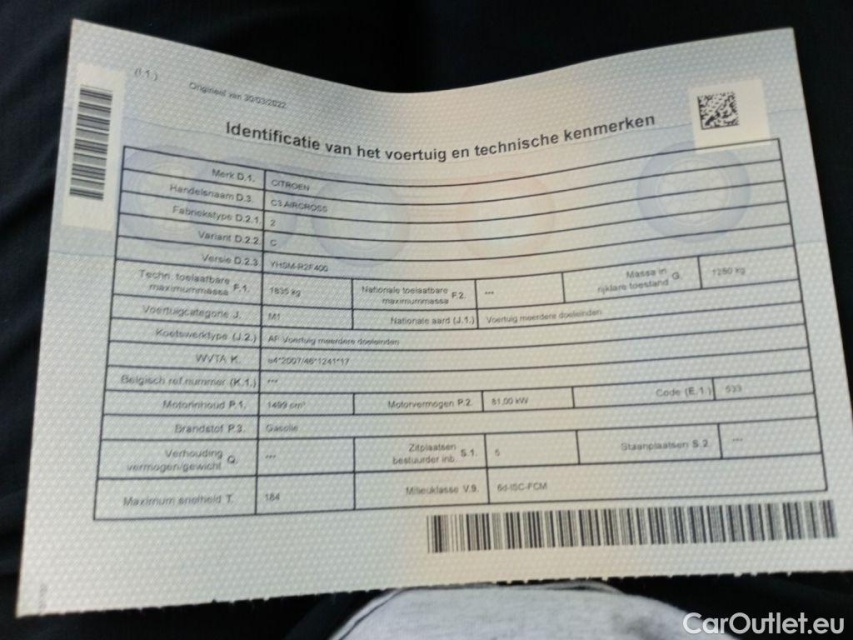 (I.1.)
Origineel van 30/03/2022
Identificatie van het voertuig en technische kenmerken
Merk D.1. CITROEN
Handelsnaam D.3. C3 AIRCROSS
Fabriekstype D.2.1. 2
Variant D.2.2. C
Versie D.2.3. YHSM-R2F400
Techn. toelaatbare maximummassa F.1. 1835 kg Nationale toelaatbare maximummassa F.2. --- Massa in rijklare toestand G. 1280 kg
Voertuigcategorie J. M1 Nationale aard (J.1.) Voertuig meerdere doeleinden
Koetswerktype (J.2.) AF Voertuig meerdere doeleinden
WVTA K. e4*2007/46*1241*17
Belgisch ref.nummer (K.1.) ---
Motorinhoud P.1. 1499 cm³ Motorvermogen P.2. 81,00 kW Code (E.1.) 533
Brandstof P.3. Gasolie
Verhouding vermogen/gewicht Q. --- Zitplaatsen bestuurder inb. S.1. 5 Staanplaatsen S.2. ---
Maximum snelheid T. 184 Milieuklasse V.9. 6d-ISC-FCM
CarOutlet.eu